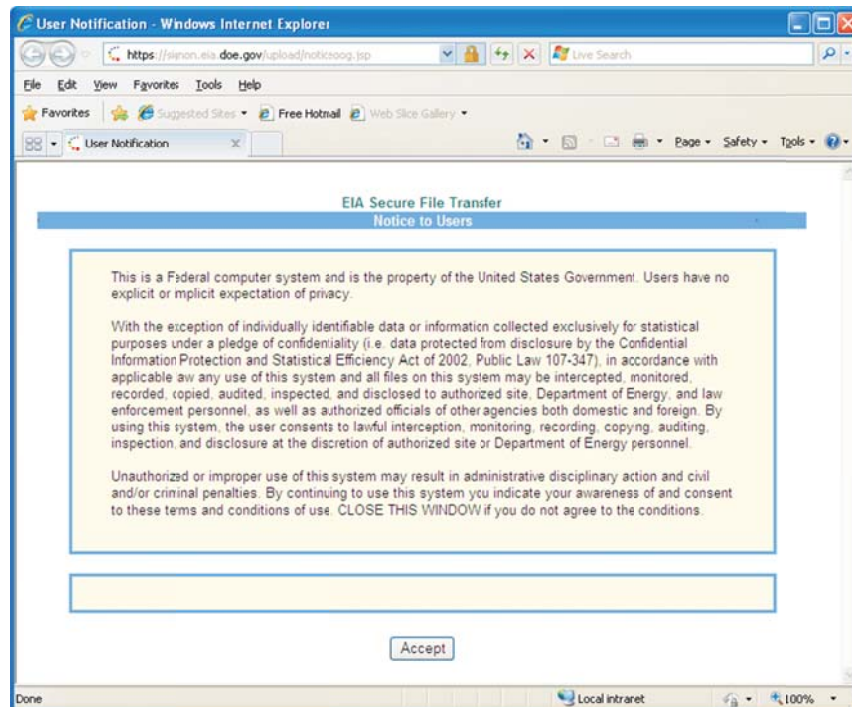 User Notification - Windows Internet Explorer
https://signon.eia.doe.gov/upload/noticeoog.jsp
Live Search
File Edit View Favorites Tools Help
Favorites Suggested Sites Free Hotmail Web Slice Gallery
User Notification Page Safety Tools
EIA Secure File Transfer
Notice to Users
This is a Federal computer system and is the property of the United States Government. Users have no
explicit or implicit expectation of privacy.
With the exception of individually identifiable data or information collected exclusively for statistical
purposes under a pledge of confidentiality (i.e. data protected from disclosure by the Confidential
Information Protection and Statistical Efficiency Act of 2002, Public Law 107-347), in accordance with
applicable law any use of this system and all files on this system may be intercepted, monitored,
recorded, copied, audited, inspected, and disclosed to authorized site, Department of Energy, and law
enforcement personnel, as well as authorized officials of other agencies both domestic and foreign. By
using this system, the user consents to lawful interception, monitoring, recording, copying, auditing,
inspection, and disclosure at the discretion of authorized site or Department of Energy personnel.
Unauthorized or improper use of this system may result in administrative disciplinary action and civil
and/or criminal penalties. By continuing to use this system you indicate your awareness of and consent
to these terms and conditions of use. CLOSE THIS WINDOW if you do not agree to the conditions.
Accept
Done Local intranet 100%